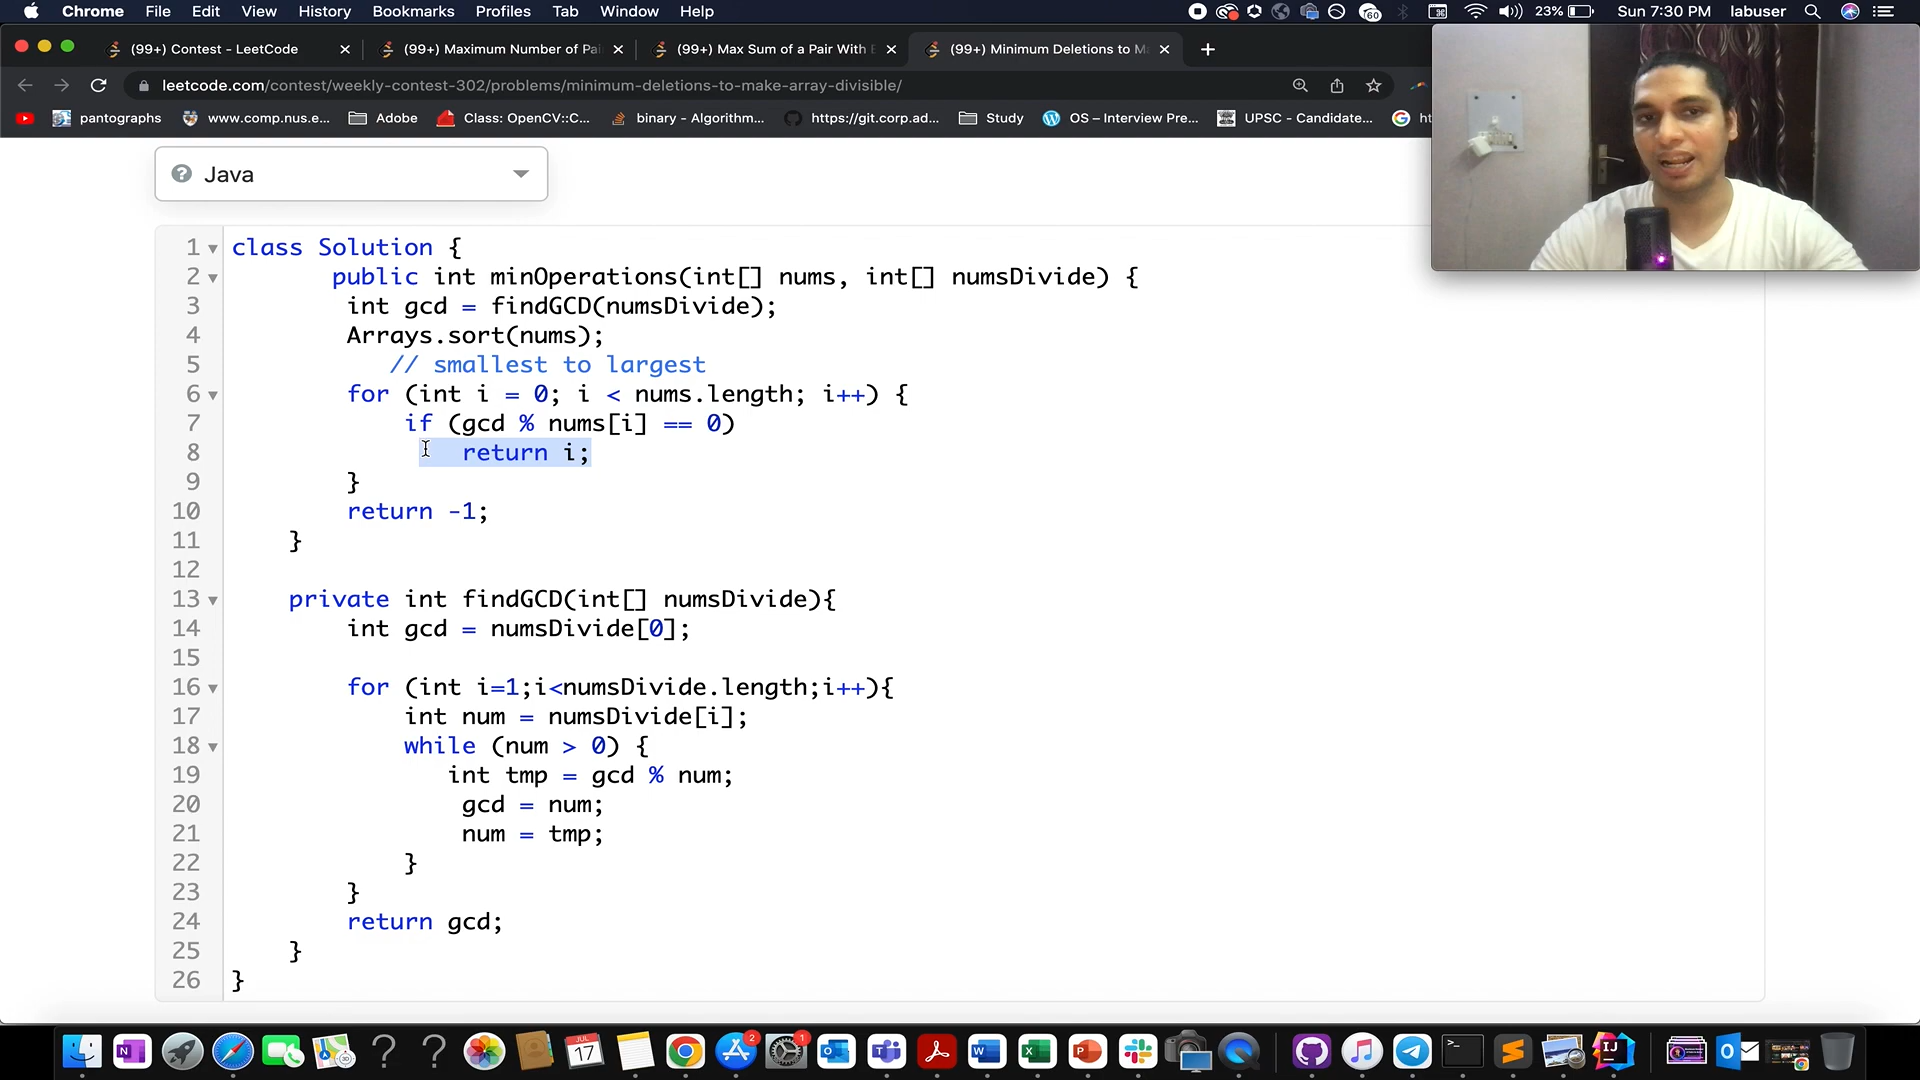 Chrome File Edit View History Bookmarks Profiles Tab Window Help
60 23% Sun 7:30 PM labuser
(99+) Contest - LeetCode
(99+) Maximum Number of Pai
(99+) Max Sum of a Pair With E
(99+) Minimum Deletions to M
leetcode.com/contest/weekly-contest-302/problems/minimum-deletions-to-make-array-divisible/
pantographs www.comp.nus.e... Adobe Class: OpenCV::C... binary - Algorithm... https://git.corp.ad... Study OS – Interview Pre... UPSC - Candidate... ht
Java
1 class Solution {
2 public int minOperations(int[] nums, int[] numsDivide) {
3 int gcd = findGCD(numsDivide);
4 Arrays.sort(nums);
5 // smallest to largest
6 for (int i = 0; i < nums.length; i++) {
7 if (gcd % nums[i] == 0)
8 return i;
9 }
10 return -1;
11 }
12
13 private int findGCD(int[] numsDivide){
14 int gcd = numsDivide[0];
15
16 for (int i=1;i<numsDivide.length;i++){
17 int num = numsDivide[i];
18 while (num > 0) {
19 int tmp = gcd % num;
20 gcd = num;
21 num = tmp;
22 }
23 }
24 return gcd;
25 }
26 }
JUL
17
2
1